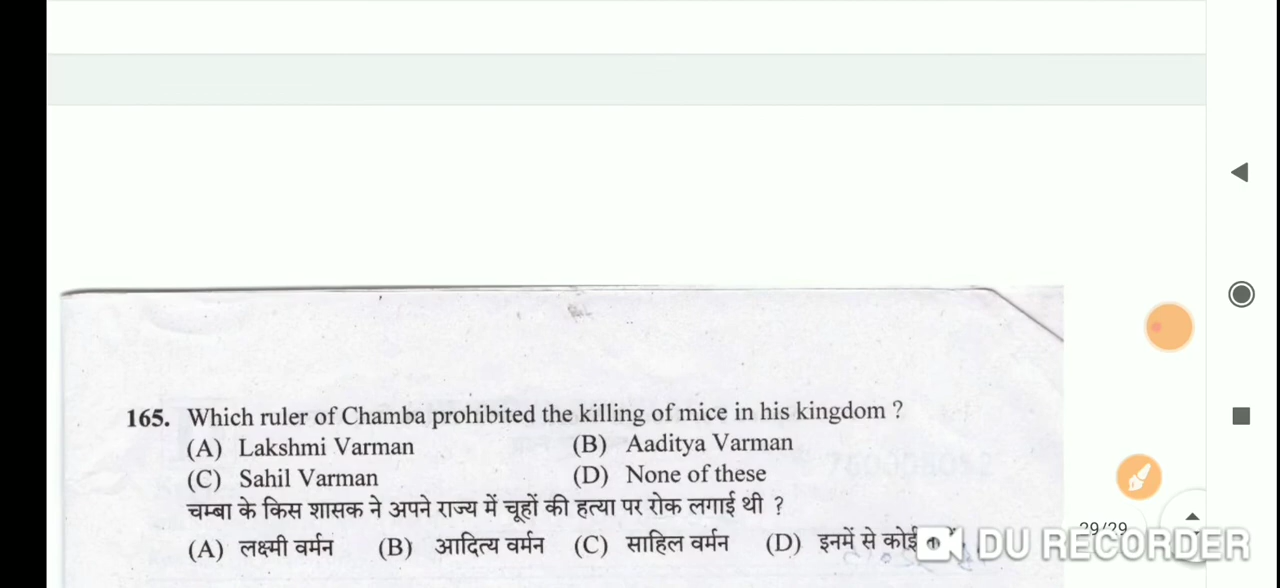 165. Which ruler of Chamba prohibited the killing of mice in his kingdom ?
(A) Lakshmi Varman (B) Aaditya Varman
(C) Sahil Varman (D) None of these
चम्बा के किस शासक ने अपने राज्य में चूहों की हत्या पर रोक लगाई थी ?
(A) लक्ष्मी वर्मन (B) आदित्य वर्मन (C) साहिल वर्मन (D) इनमें से कोई
29/29
DU RECORDER